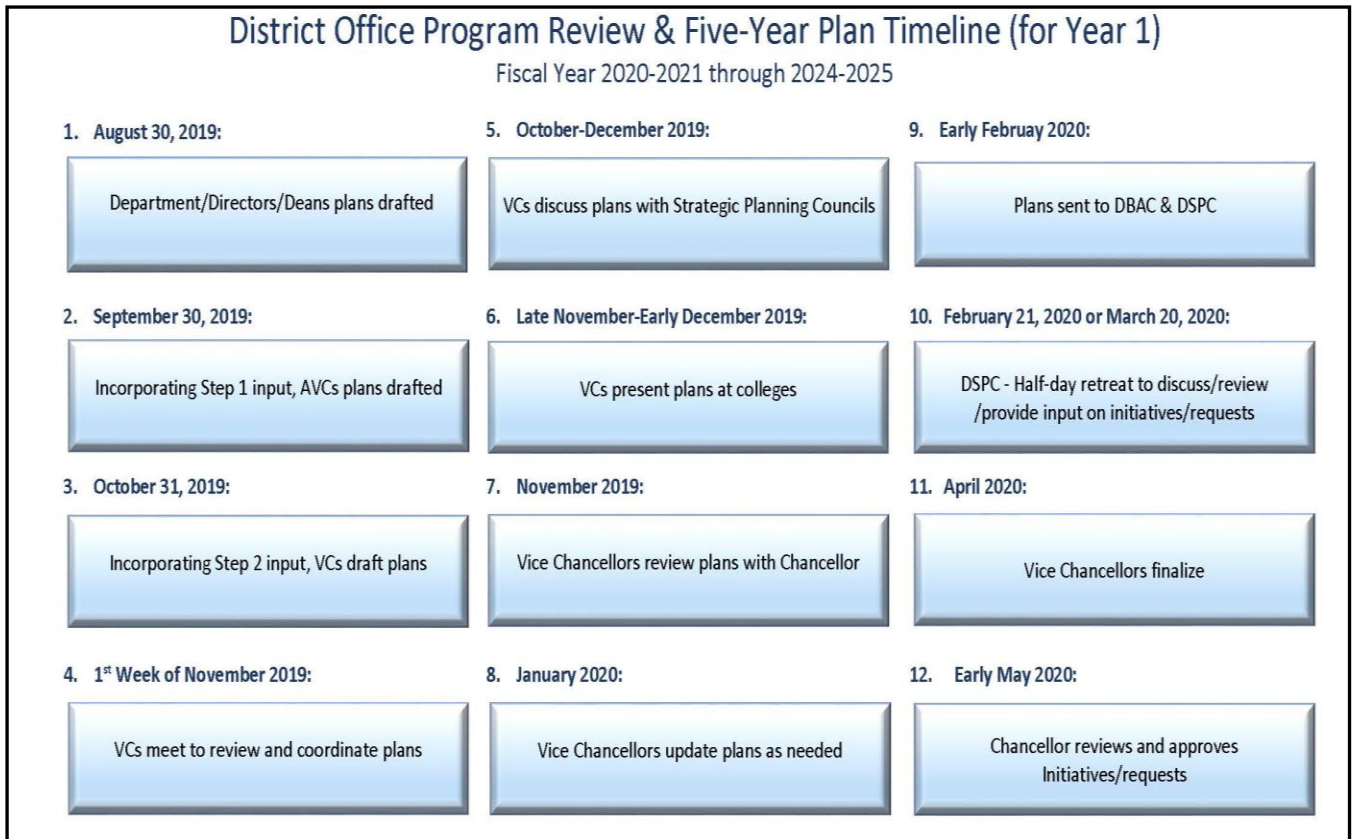 District Office Program Review & Five-Year Plan Timeline (for Year 1)
Fiscal Year 2020-2021 through 2024-2025
1. August 30, 2019:
Department/Directors/Deans plans drafted
2. September 30, 2019:
Incorporating Step 1 input, AVCs plans drafted
3. October 31, 2019:
Incorporating Step 2 input, VCs draft plans
4. 1st Week of November 2019:
VCs meet to review and coordinate plans
5. October-December 2019:
VCs discuss plans with Strategic Planning Councils
6. Late November-Early December 2019:
VCs present plans at colleges
7. November 2019:
Vice Chancellors review plans with Chancellor
8. January 2020:
Vice Chancellors update plans as needed
9. Early Februay 2020:
Plans sent to DBAC & DSPC
10. February 21, 2020 or March 20, 2020:
DSPC - Half-day retreat to discuss/review
/provide input on initiatives/requests
11. April 2020:
Vice Chancellors finalize
12. Early May 2020:
Chancellor reviews and approves
Initiatives/requests